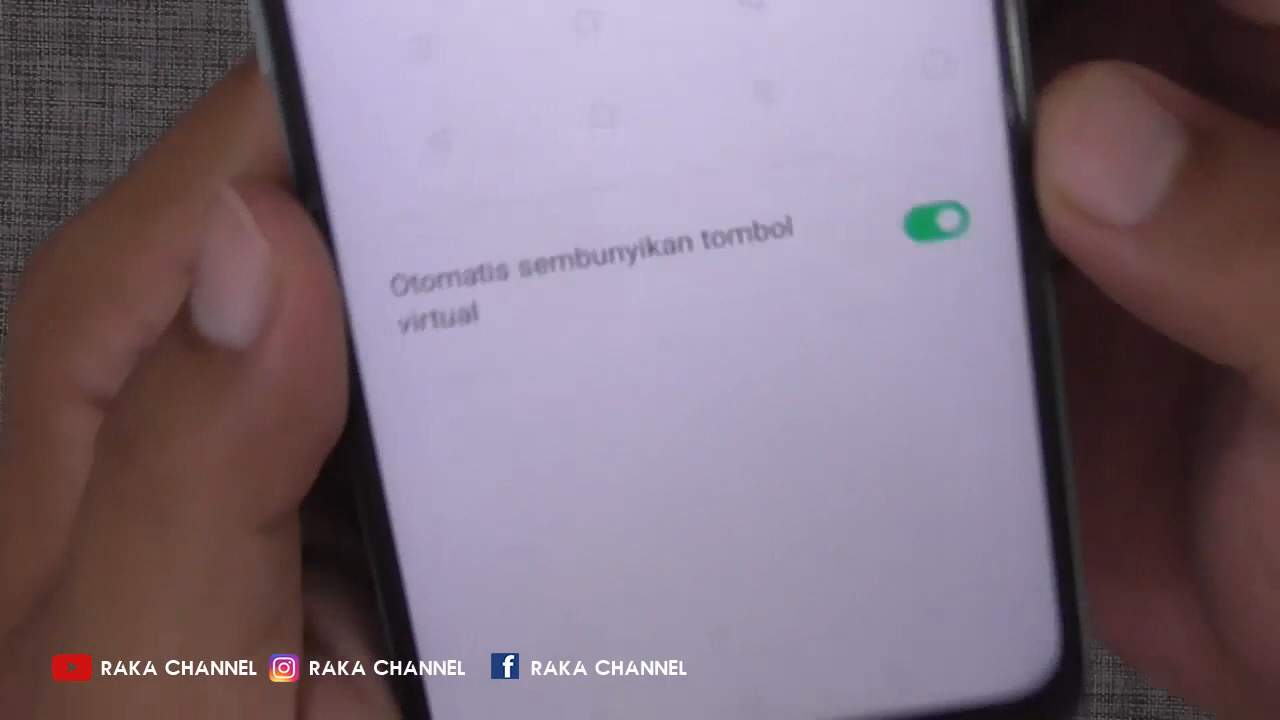 Otomatis sembunyikan tombol
virtual
RAKA CHANNEL RAKA CHANNEL RAKA CHANNEL